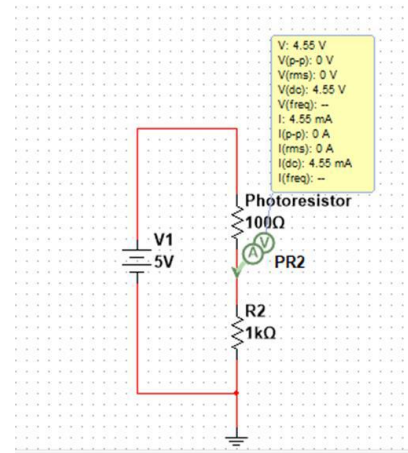 V: 4.55 V
V(p-p): 0 V
V(rms): 0 V
V(dc): 4.55 V
V(freq): --
I: 4.55 mA
I(p-p): 0 A
I(rms): 0 A
I(dc): 4.55 mA
I(freq): --
Photoresistor
100Ω
A V
PR2
V1
5V
R2
1kΩ